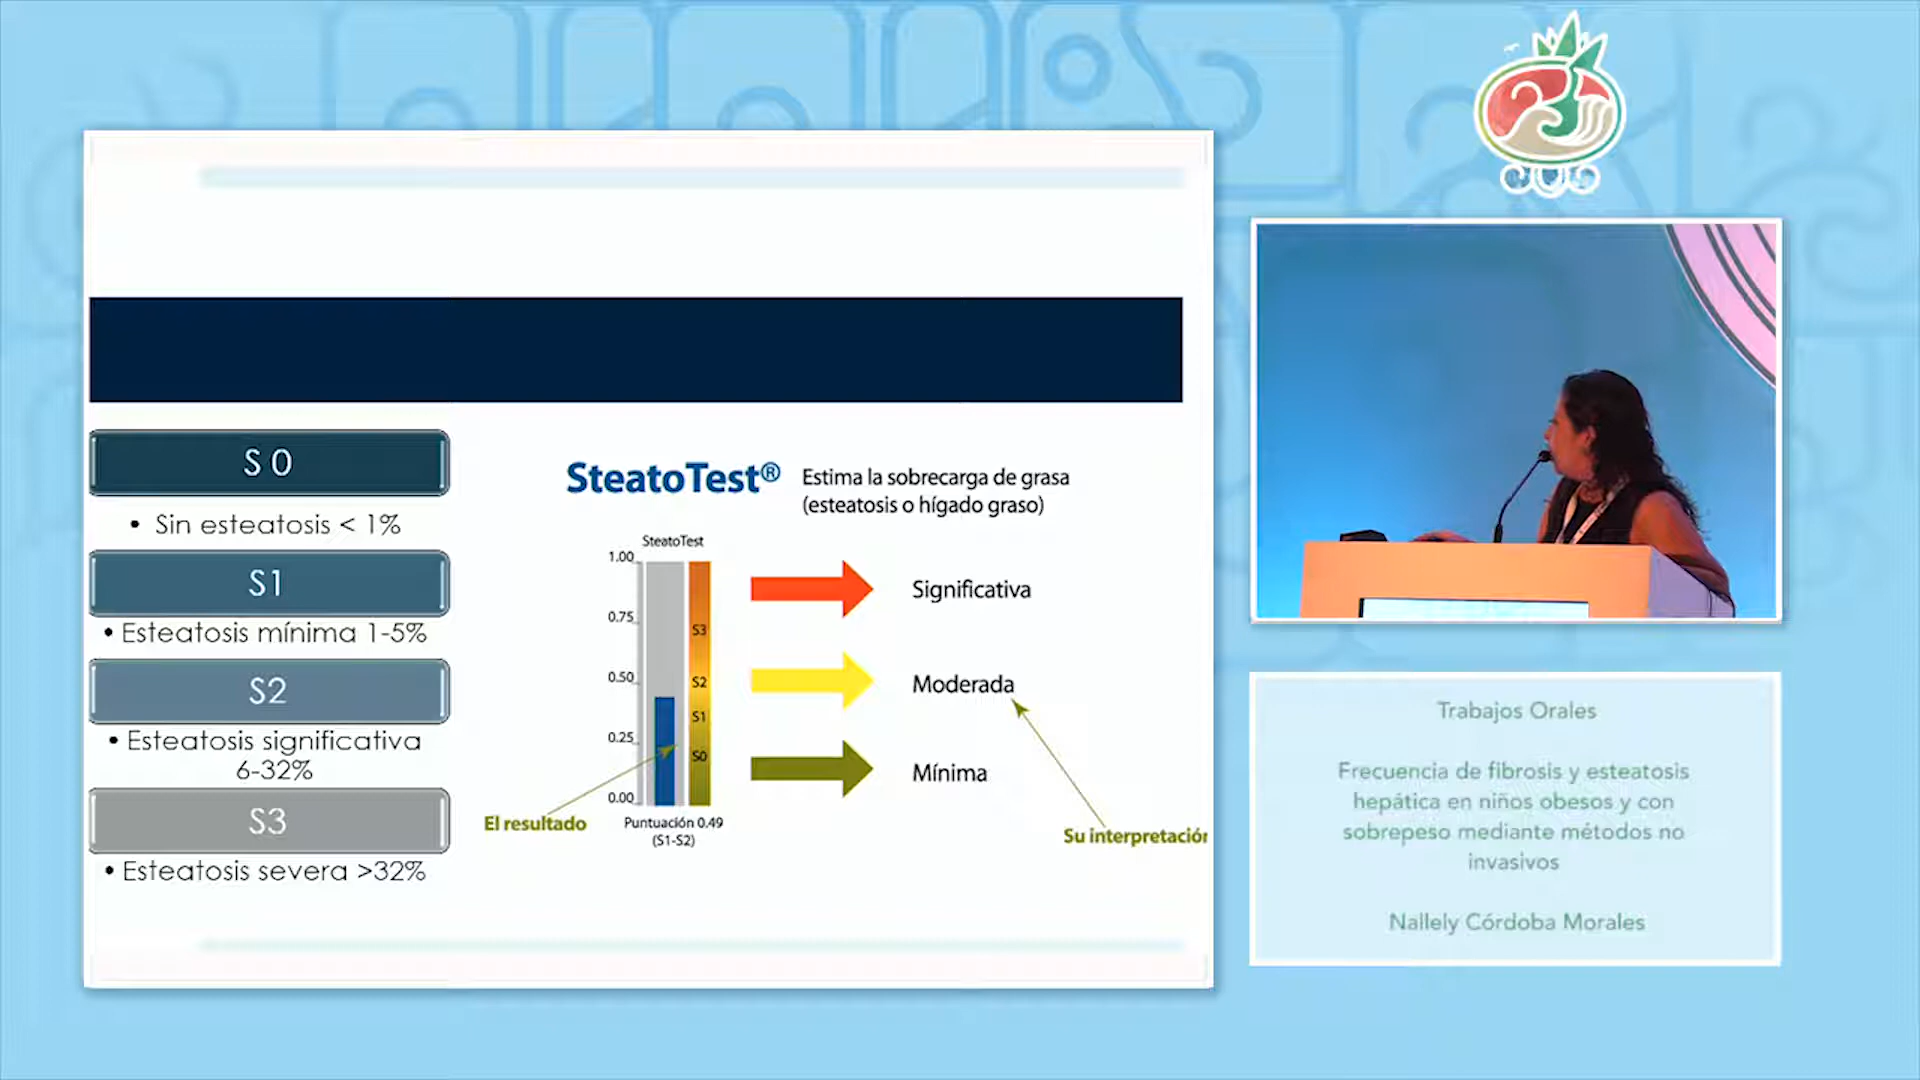 S 0
• Sin esteatosis < 1%
S1
• Esteatosis mínima 1-5%
S2
• Esteatosis significativa
6-32%
S3
• Esteatosis severa >32%
SteatoTest®
Estima la sobrecarga de grasa
(esteatosis o hígado graso)
SteatoTest
1.00
0.75
0.50
0.25
0.00
S3
S2
S1
S0
Significativa
Moderada
Mínima
El resultado
Puntuación 0.49
(S1-S2)
Su interpretación
Trabajos Orales
Frecuencia de fibrosis y esteatosis
hepática en niños obesos y con
sobrepeso mediante métodos no
invasivos
Nallely Córdoba Morales